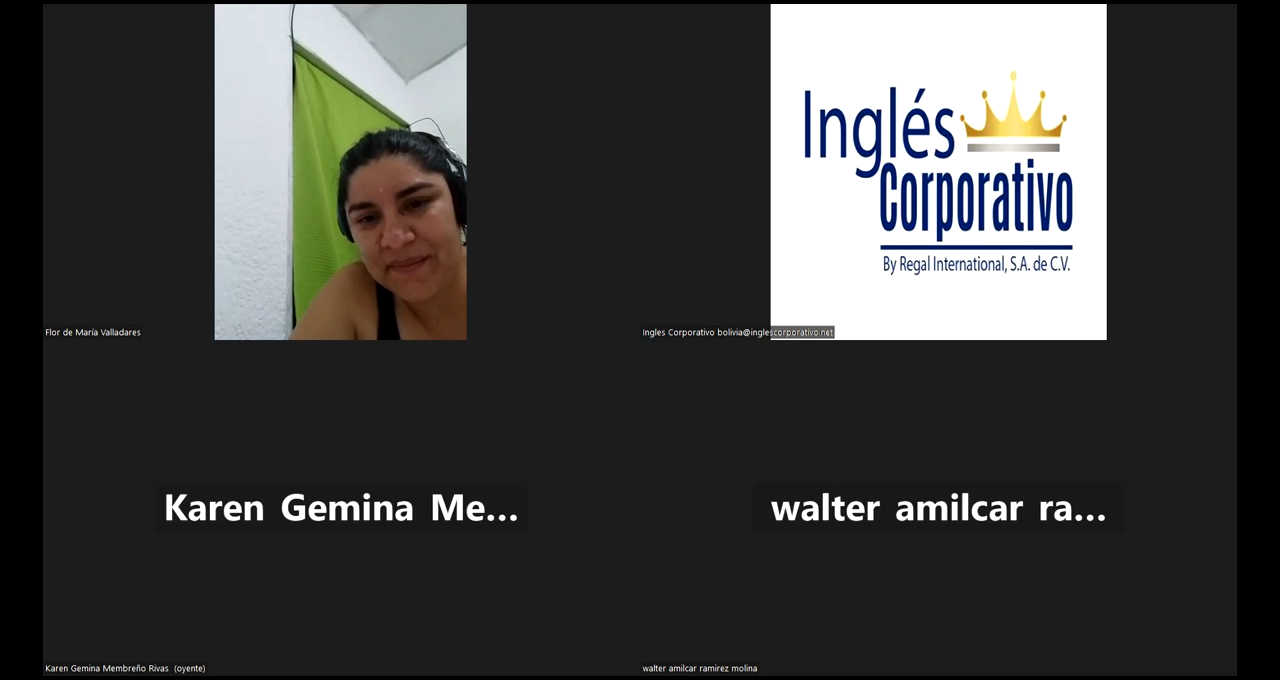 Inglés
Corporativo
By Regal International, S.A. de C.V.
Flor de María Valladares
Ingles Corporativo bolivia@inglescorporativo.net
Karen Gemina Me...
walter amilcar ra...
Karen Gemina Membreño Rivas (oyente)
walter amilcar ramirez molina